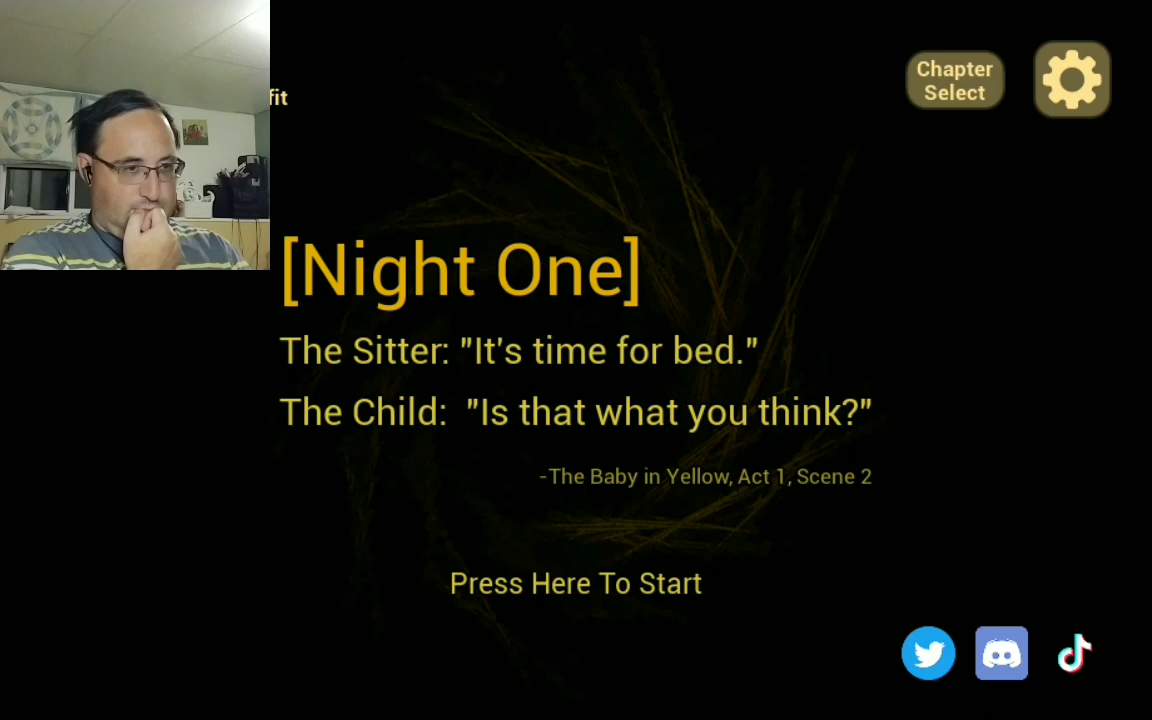 fit
Chapter
Select
[Night One]
The Sitter: "It's time for bed."
The Child:  "Is that what you think?"
-The Baby in Yellow, Act 1, Scene 2
Press Here To Start